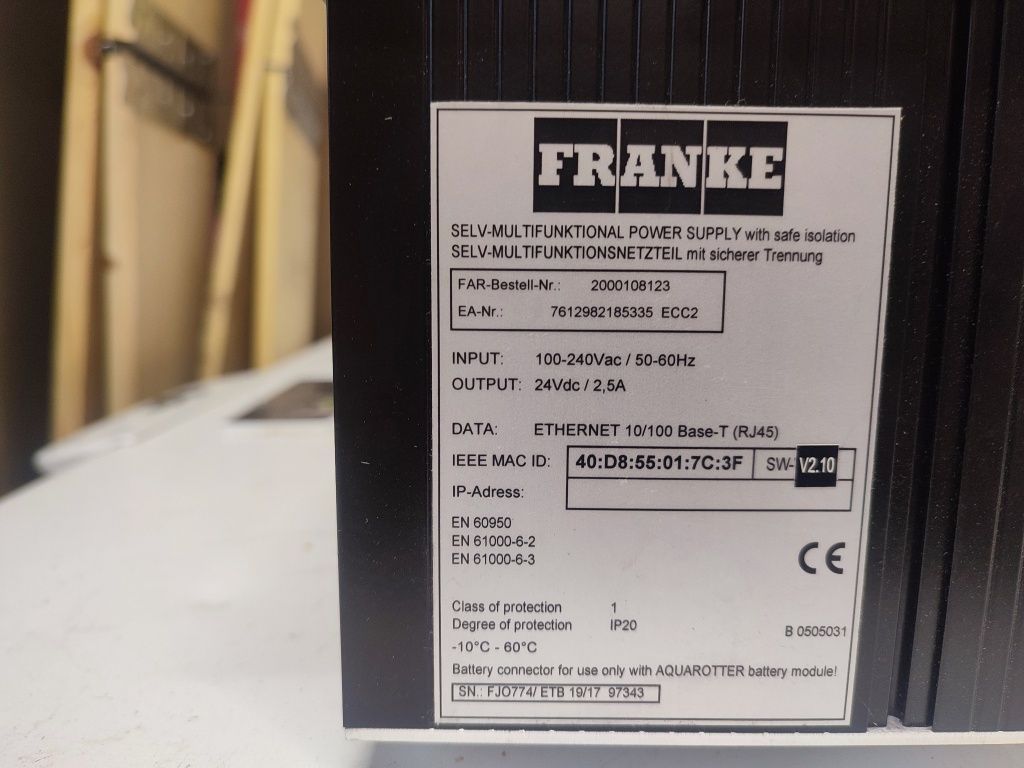 FRANKE
SELV-MULTIFUNKTIONAL POWER SUPPLY with safe isolation
SELV-MULTIFUNKTIONSNETZTEIL mit sicherer Trennung
FAR-Bestell-Nr.: 2000108123
EA-Nr.: 7612982185335 ECC2
INPUT: 100-240Vac / 50-60Hz
OUTPUT: 24Vdc / 2,5A
DATA: ETHERNET 10/100 Base-T (RJ45)
IEEE MAC ID: 40:D8:55:01:7C:3F SW- V2.10
IP-Adress:
EN 60950
EN 61000-6-2
EN 61000-6-3
CE
Class of protection 1
Degree of protection IP20
B 0505031
-10°C - 60°C
Battery connector for use only with AQUAROTTER battery module!
SN.: FJO774/ ETB 19/17 97343